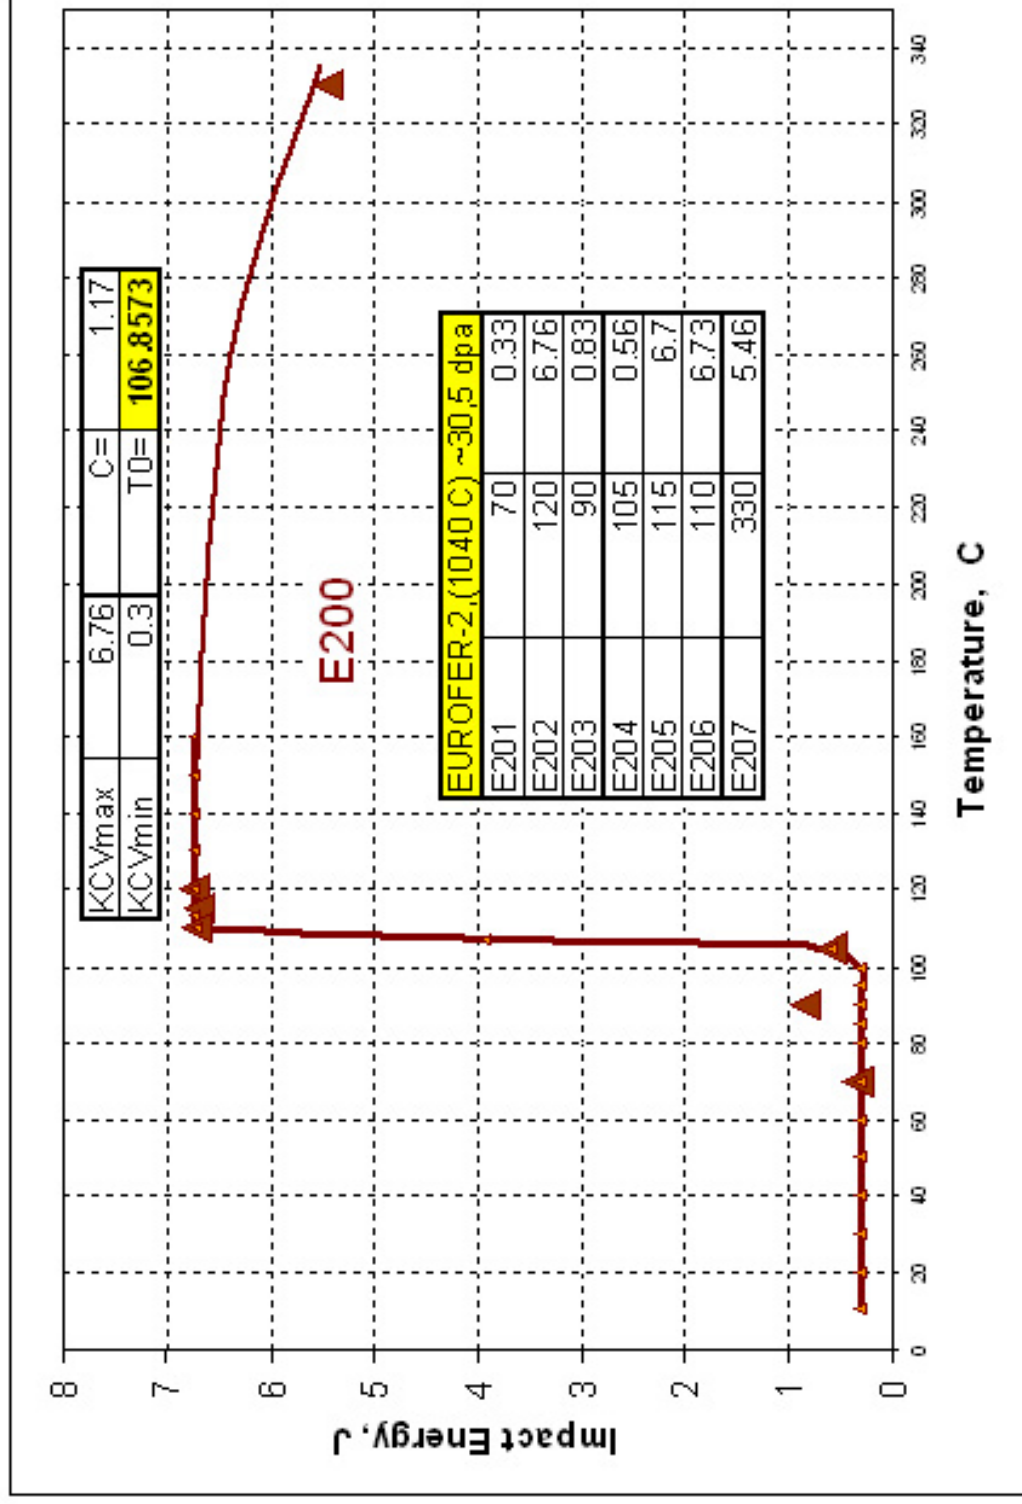 8
7
6
5
4
3
2
1
0
Impact Energy, J
KCVmax 6.76 C= 1.17
KCVmin 0.3 T0= 106.8573
E200
EUROFER-2,(1040 C) ~30,5 dpa
E201 70 0.33
E202 120 6.76
E203 90 0.83
E204 105 0.56
E205 115 6.7
E206 110 6.73
E207 330 5.46
0 20 40 60 80 100 120 140 160 180 200 220 240 260 280 300 320 340
Temperature, C